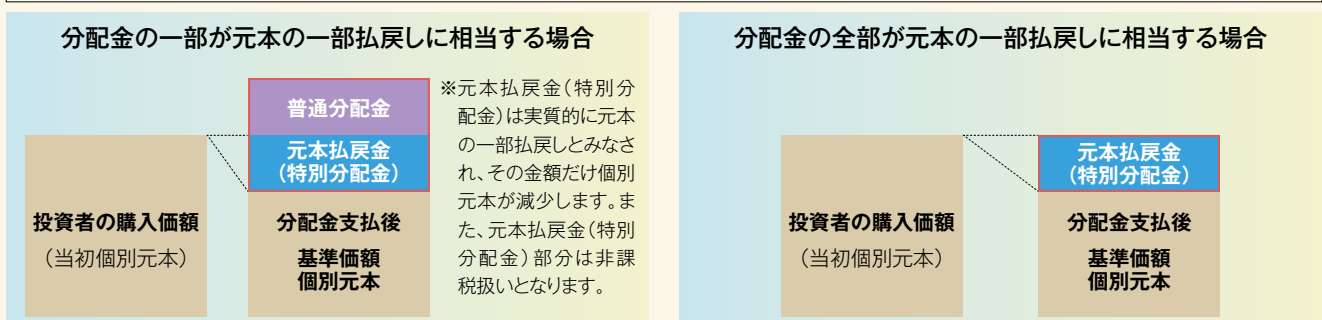 分配金の一部が元本の一部払戻しに相当する場合
普通分配金
元本払戻金
(特別分配金)
投資者の購入価額
(当初個別元本)
分配金支払後
基準価額
個別元本
※元本払戻金(特別分
配金)は実質的に元本
の一部払戻しとみなさ
れ、その金額だけ個別
元本が減少します。ま
た、元本払戻金(特別
分配金)部分は非課
税扱いとなります。
分配金の全部が元本の一部払戻しに相当する場合
元本払戻金
(特別分配金)
投資者の購入価額
(当初個別元本)
分配金支払後
基準価額
個別元本